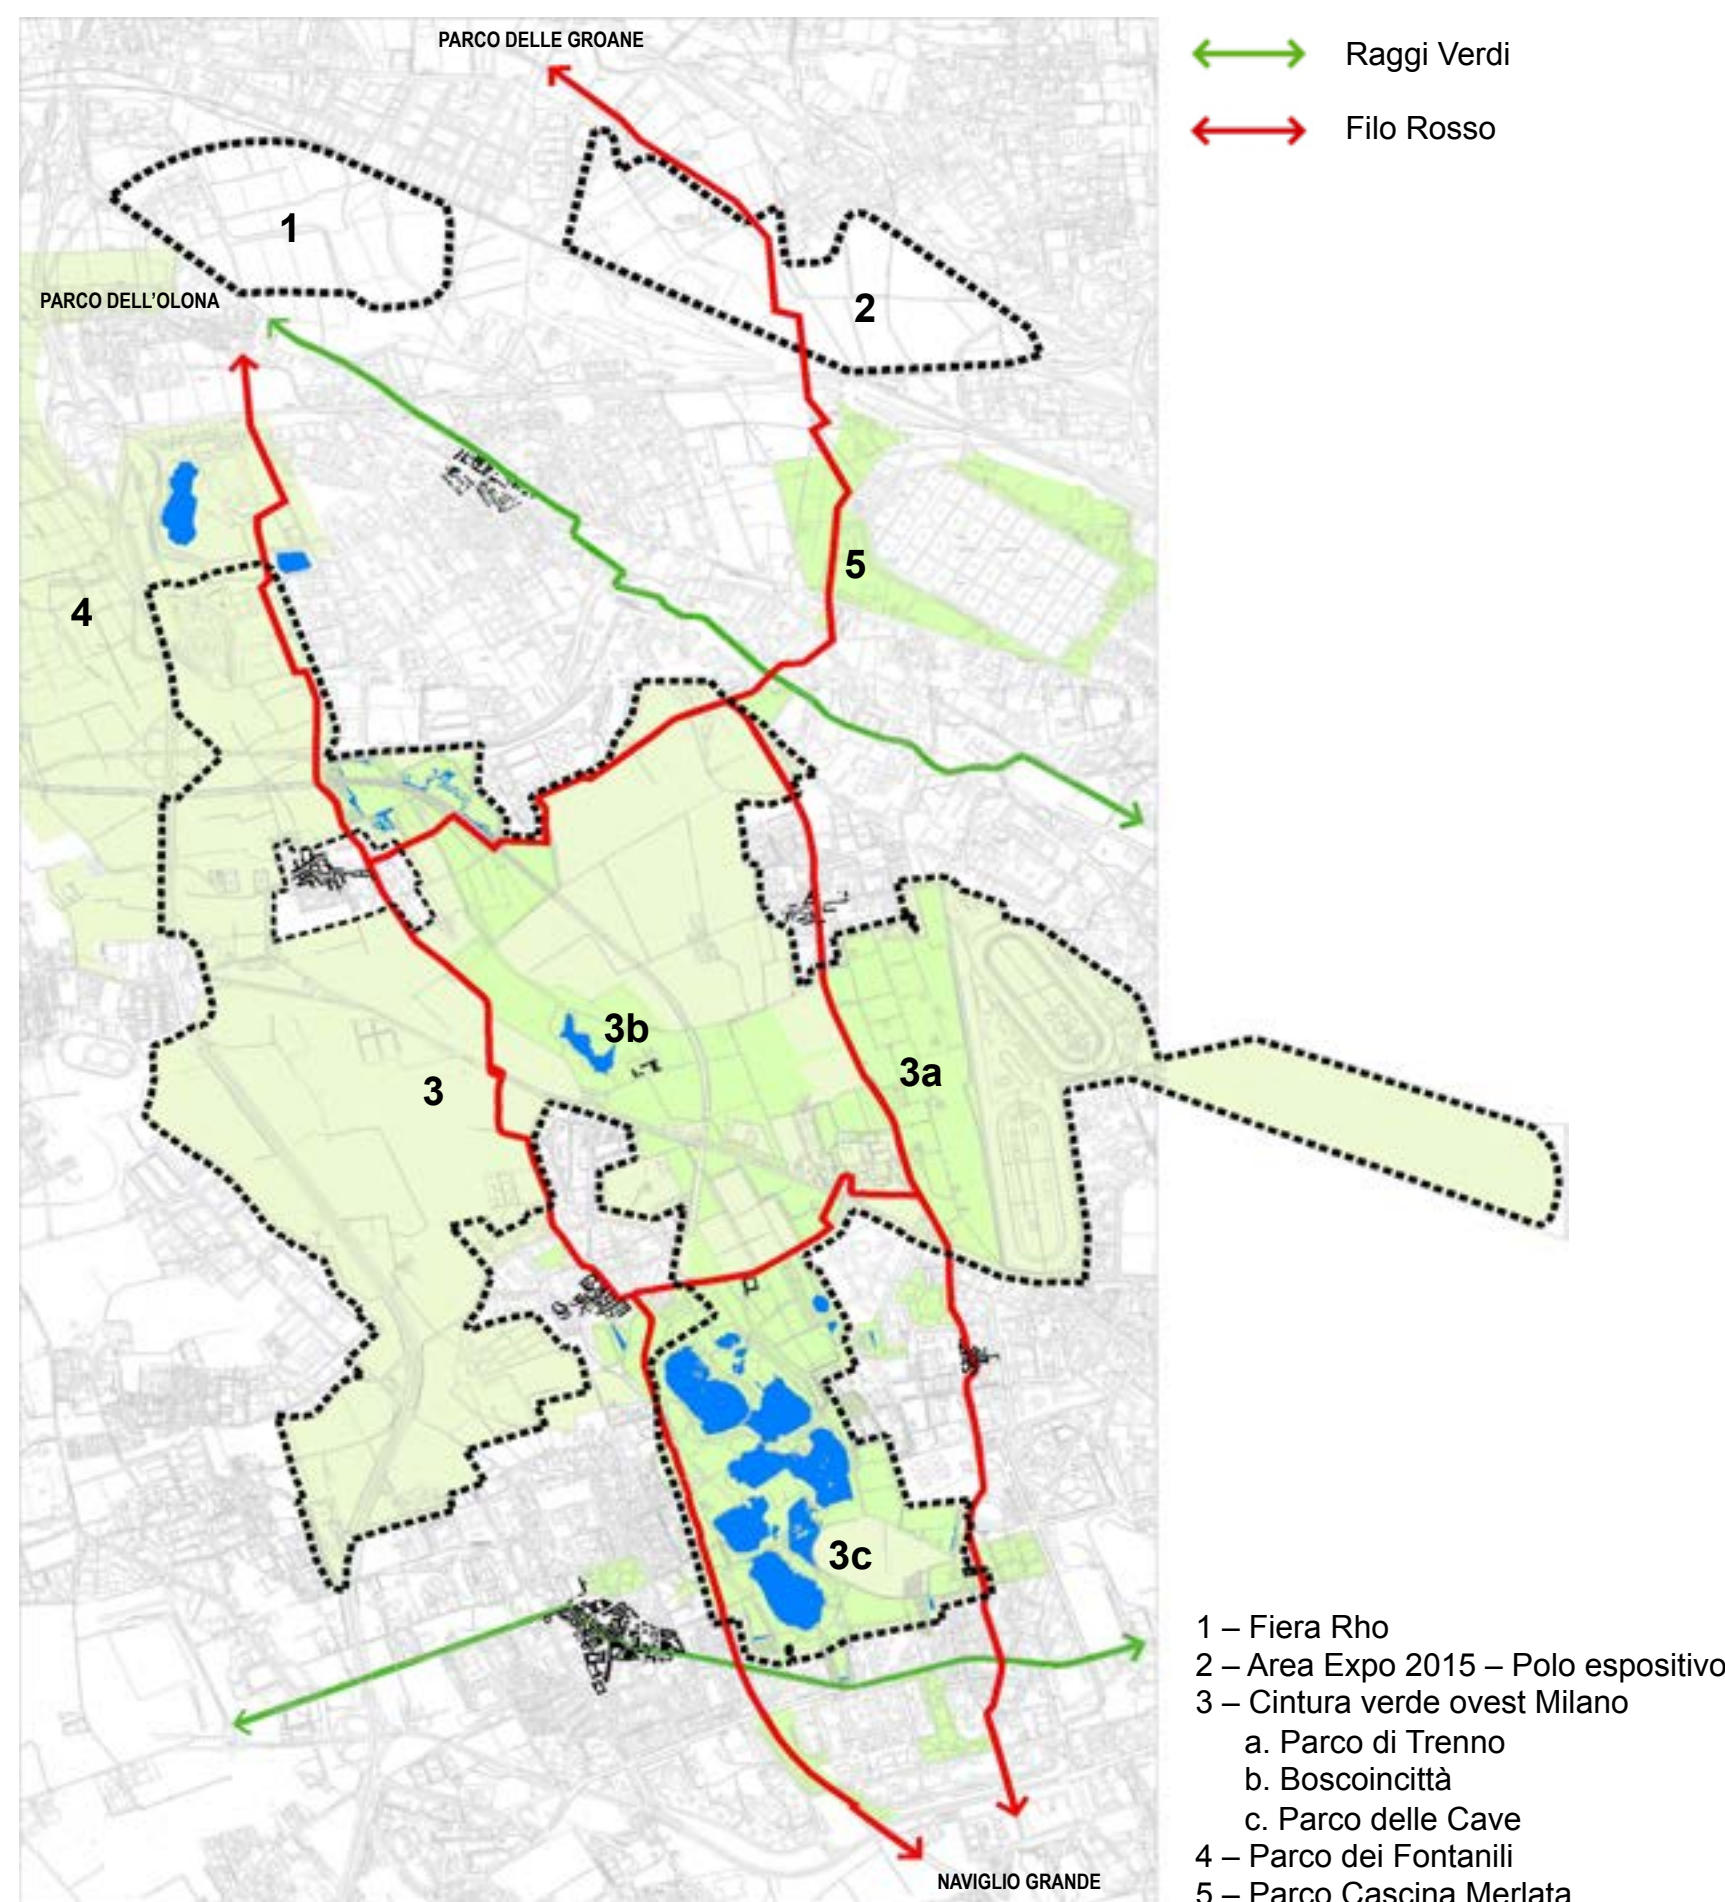 PARCO DELLE GROANE
Raggi Verdi
Filo Rosso
1
2
PARCO DELL'OLONA
5
4
3b
3a
3
3c
1 – Fiera Rho
2 – Area Expo 2015 – Polo espositivo
3 – Cintura verde ovest Milano
a. Parco di Trenno
b. Boscoincittà
c. Parco delle Cave
4 – Parco dei Fontanili
5 – Parco Cascina Merlata
NAVIGLIO GRANDE